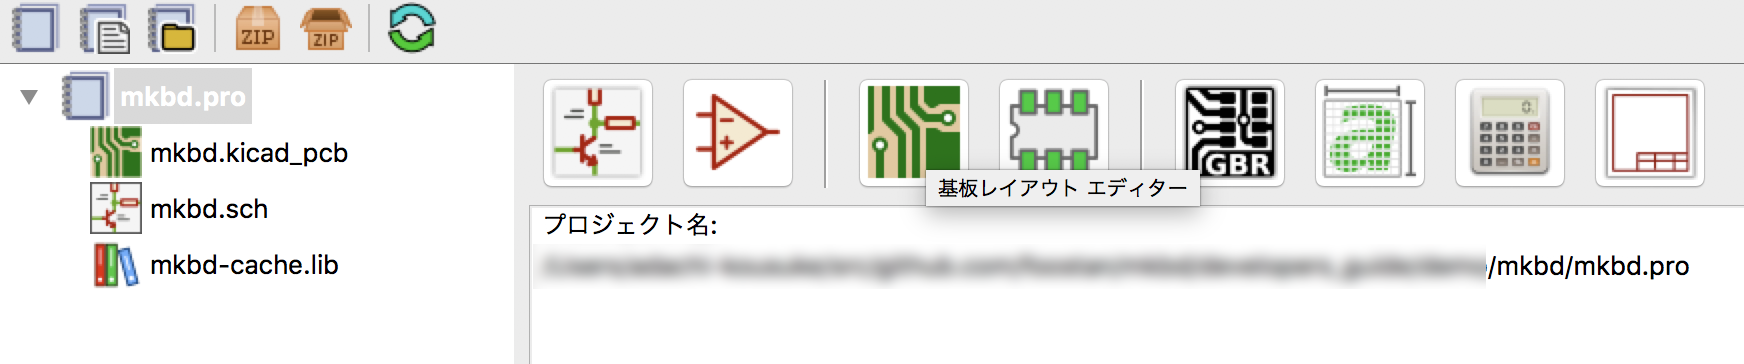 ZIP
ZIP
mkbd.pro
mkbd.kicad_pcb
mkbd.sch
mkbd-cache.lib
GBR
a
0.
基板レイアウト エディター
プロジェクト名:
/mkbd/mkbd.pro